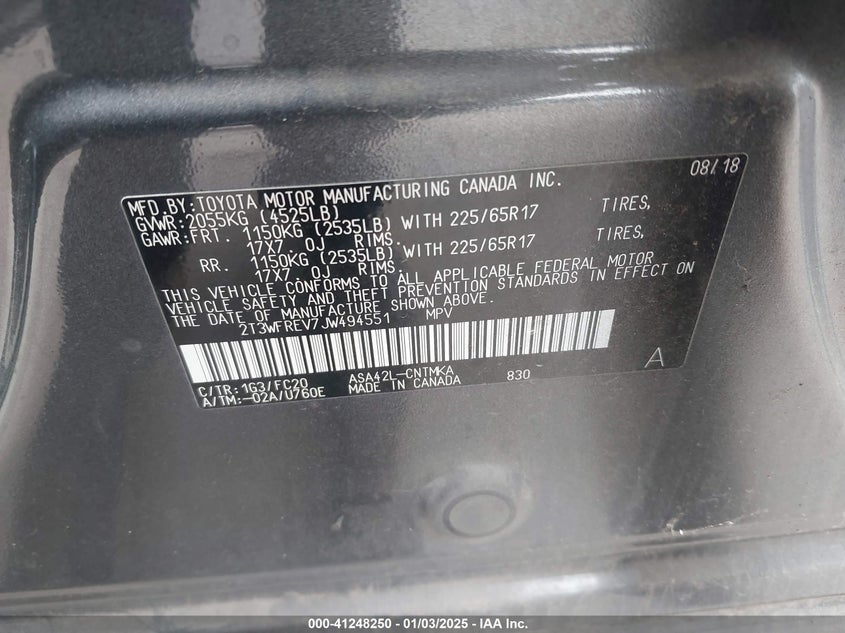 MFD.BY:TOYOTA MOTOR MANUFACTURING CANADA INC. 08/18
GVWR:2055KG (4525LB)
GAWR:FRT. 1150KG (2535LB) WITH 225/65R17 TIRES,
17X7.0J RIMS.
RR. 1150KG (2535LB) WITH 225/65R17 TIRES,
17X7.0J RIMS.
THIS VEHICLE CONFORMS TO ALL APPLICABLE FEDERAL MOTOR
VEHICLE SAFETY AND THEFT PREVENTION STANDARDS IN EFFECT ON
THE DATE OF MANUFACTURE SHOWN ABOVE.
2T3WFREV7JW494551 MPV
A
C/TR:1G3/FC20 ASA42L-CNTMKA 830
A/TM:-02A/U760E MADE IN CANADA
000-41248250 - 01/03/2025 - IAA Inc.